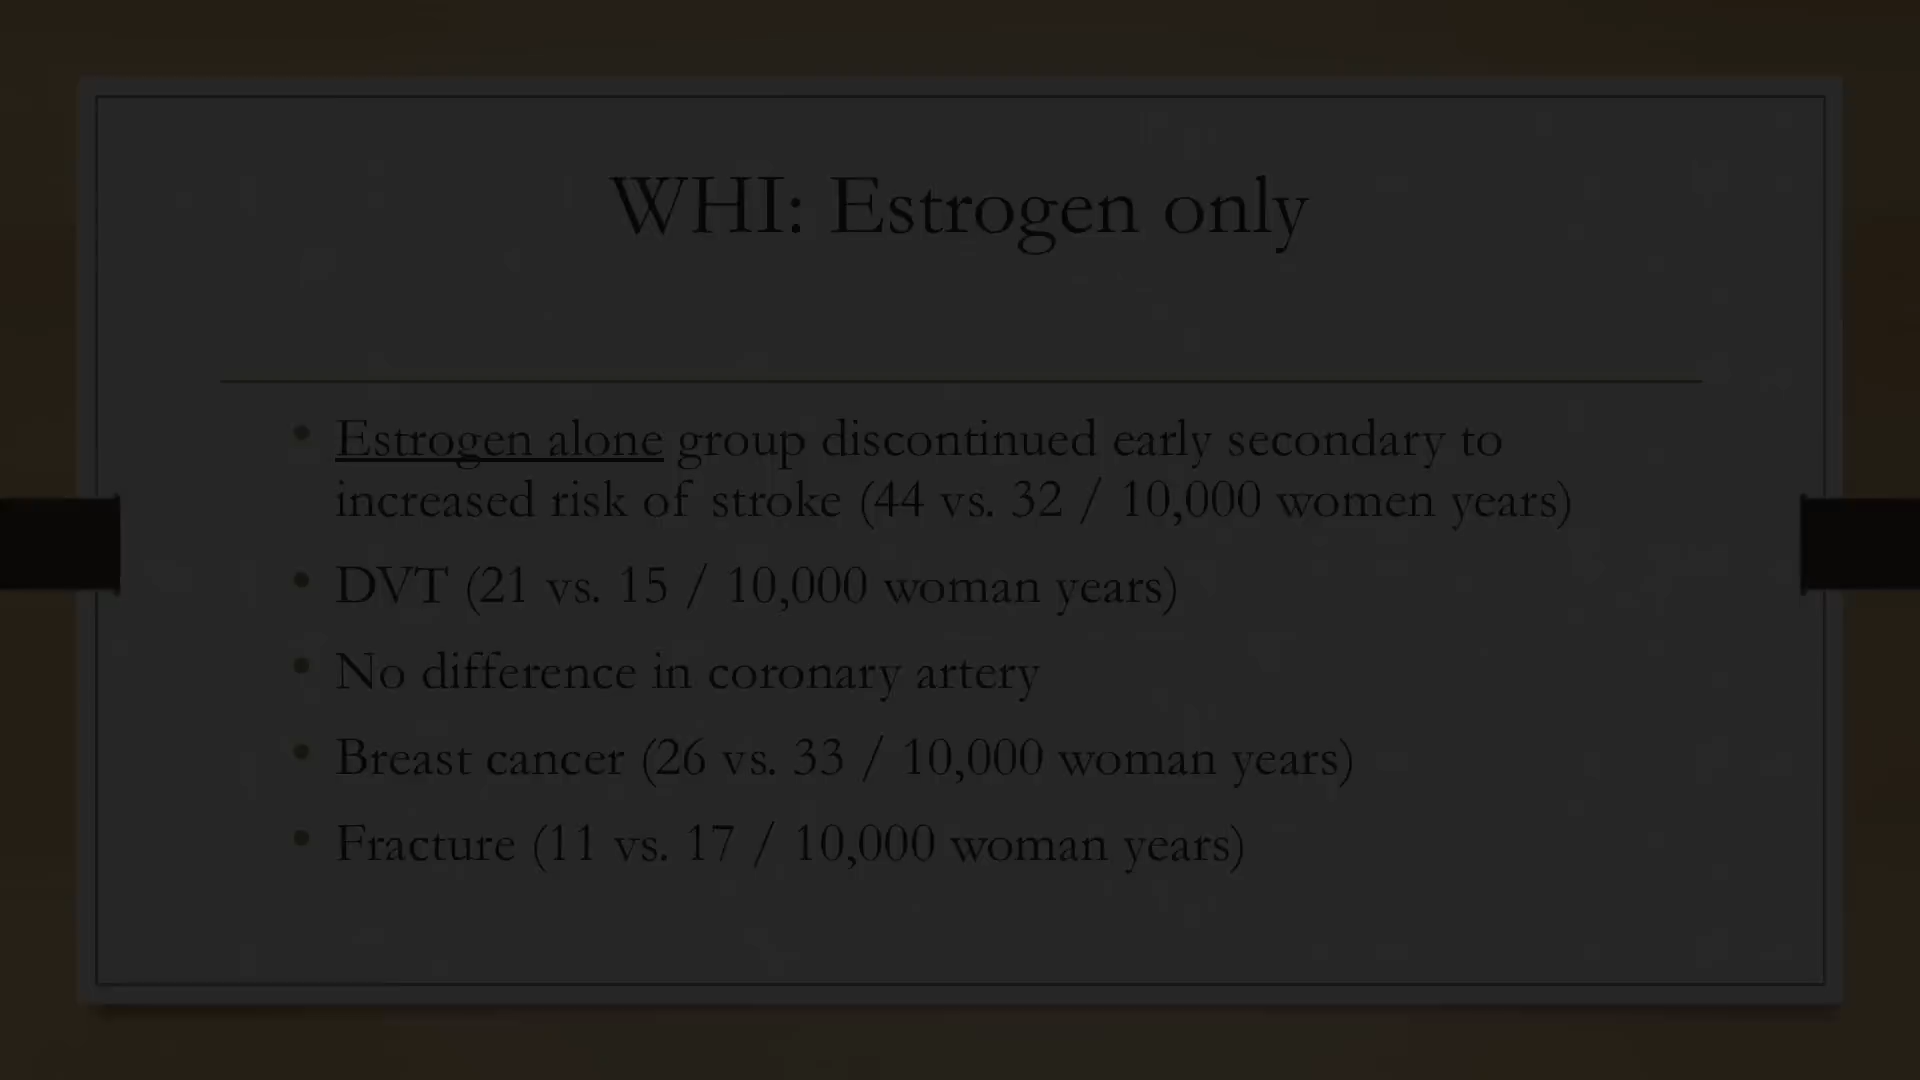 WHI: Estrogen only
• Estrogen alone group discontinued early secondary to
increased risk of stroke (44 vs. 32 / 10,000 women years)
• DVT (21 vs. 15 / 10,000 woman years)
• No difference in coronary artery
• Breast cancer (26 vs. 33 / 10,000 woman years)
• Fracture (11 vs. 17 / 10,000 woman years)